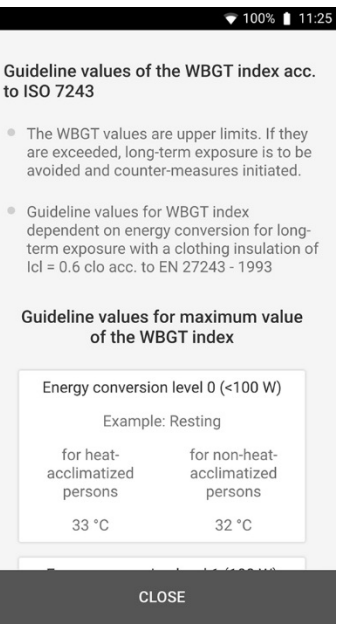 100% 11:25
Guideline values of the WBGT index acc.
to ISO 7243
The WBGT values are upper limits. If they
are exceeded, long-term exposure is to be
avoided and counter-measures initiated.
Guideline values for WBGT index
dependent on energy conversion for long-
term exposure with a clothing insulation of
Icl = 0.6 clo acc. to EN 27243 - 1993
Guideline values for maximum value
of the WBGT index
Energy conversion level 0 (<100 W)
Example: Resting
for heat-
acclimatized
persons
33 °C
for non-heat-
acclimatized
persons
32 °C
CLOSE